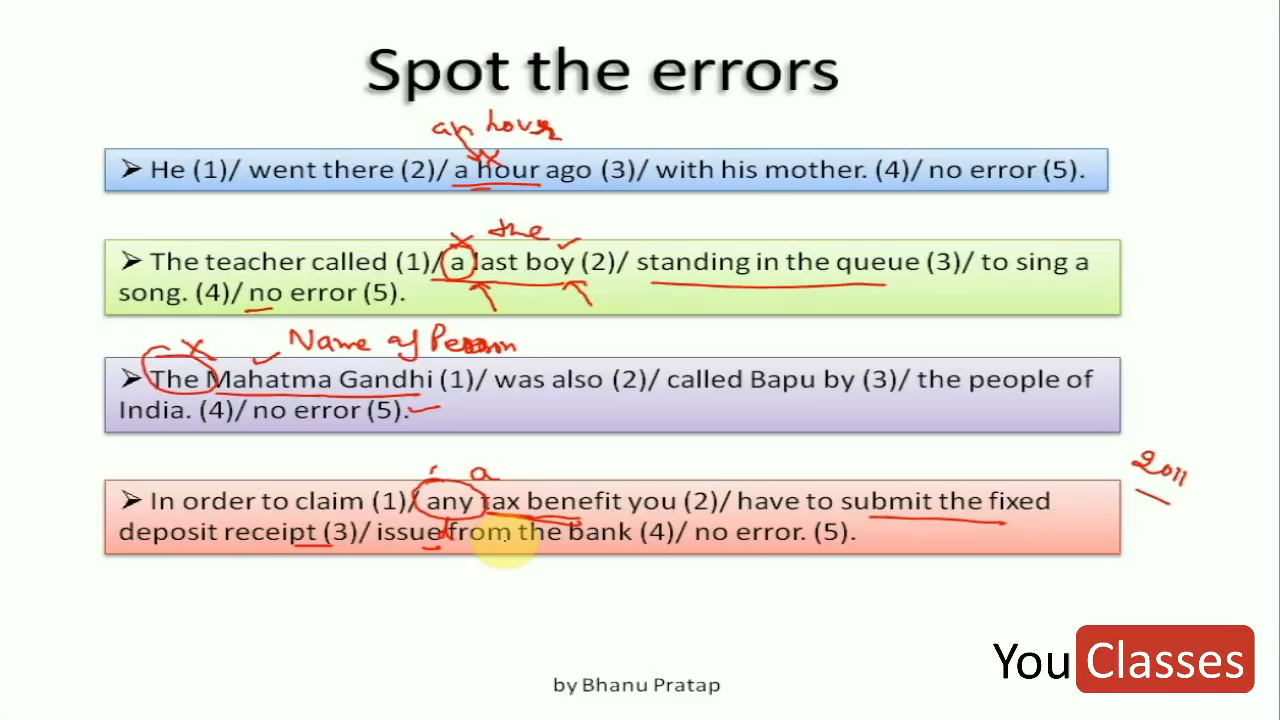 Spot the errors
an hour
➢ He (1)/ went there (2)/ a hour ago (3)/ with his mother. (4)/ no error (5).
the
➢ The teacher called (1)/ a last boy (2)/ standing in the queue (3)/ to sing a
song. (4)/ no error (5).
Name of Person
➢ The Mahatma Gandhi (1)/ was also (2)/ called Bapu by (3)/ the people of
India. (4)/ no error (5).
a
2011
➢ In order to claim (1)/ any tax benefit you (2)/ have to submit the fixed
deposit receipt (3)/ issued from the bank (4)/ no error. (5).
You Classes
by Bhanu Pratap